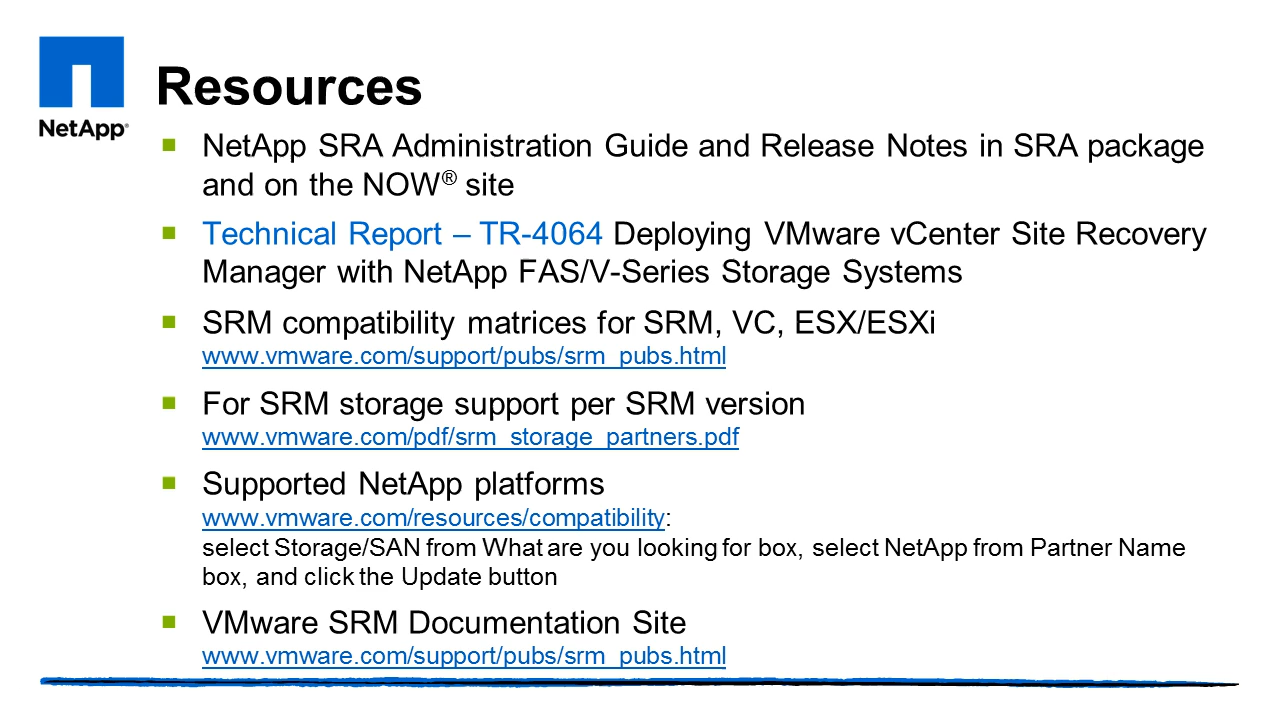 NetApp®
Resources
NetApp SRA Administration Guide and Release Notes in SRA package
and on the NOW® site
Technical Report – TR-4064 Deploying VMware vCenter Site Recovery
Manager with NetApp FAS/V-Series Storage Systems
SRM compatibility matrices for SRM, VC, ESX/ESXi
www.vmware.com/support/pubs/srm_pubs.html
For SRM storage support per SRM version
www.vmware.com/pdf/srm_storage_partners.pdf
Supported NetApp platforms
www.vmware.com/resources/compatibility:
select Storage/SAN from What are you looking for box, select NetApp from Partner Name
box, and click the Update button
VMware SRM Documentation Site
www.vmware.com/support/pubs/srm_pubs.html